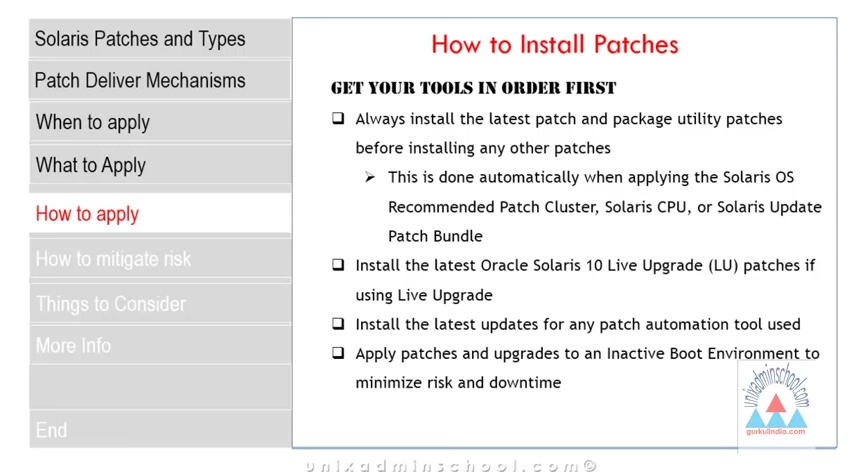 Solaris Patches and Types
Patch Deliver Mechanisms
When to apply
What to Apply
How to apply
How to mitigate risk
Things to Consider
More Info
End
How to Install Patches
GET YOUR TOOLS IN ORDER FIRST
Always install the latest patch and package utility patches
before installing any other patches
This is done automatically when applying the Solaris OS
Recommended Patch Cluster, Solaris CPU, or Solaris Update
Patch Bundle
Install the latest Oracle Solaris 10 Live Upgrade (LU) patches if
using Live Upgrade
Install the latest updates for any patch automation tool used
Apply patches and upgrades to an Inactive Boot Environment to
minimize risk and downtime
unixadminschool.com
gurkulindia.com
unixadminschool.com©